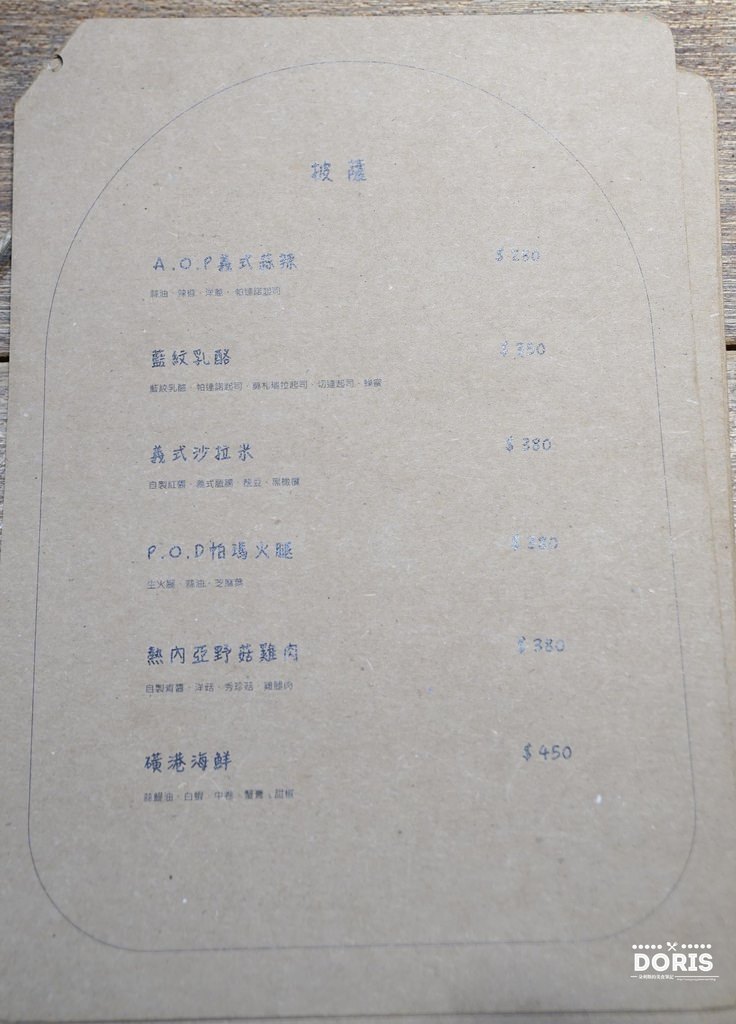 披薩
A.O.P義式蒜辣 $280
蒜油、辣椒、洋蔥、帕達諾起司
藍紋乳酪 $350
藍紋乳酪、帕達諾起司、莫札瑞拉起司、切達起司、蜂蜜
義式沙拉米 $380
自製紅醬、義式臘腸、酸豆、黑橄欖
P.O.D帕瑪火腿
生火腿、蒜油、芝麻葉
熱內亞野菇雞肉 $380
自製青醬、洋菇、秀珍菇、雞腿肉
磺港海鮮 $450
蒜鯷油、白蝦、中卷、蟹膏、甜椒
DORIS